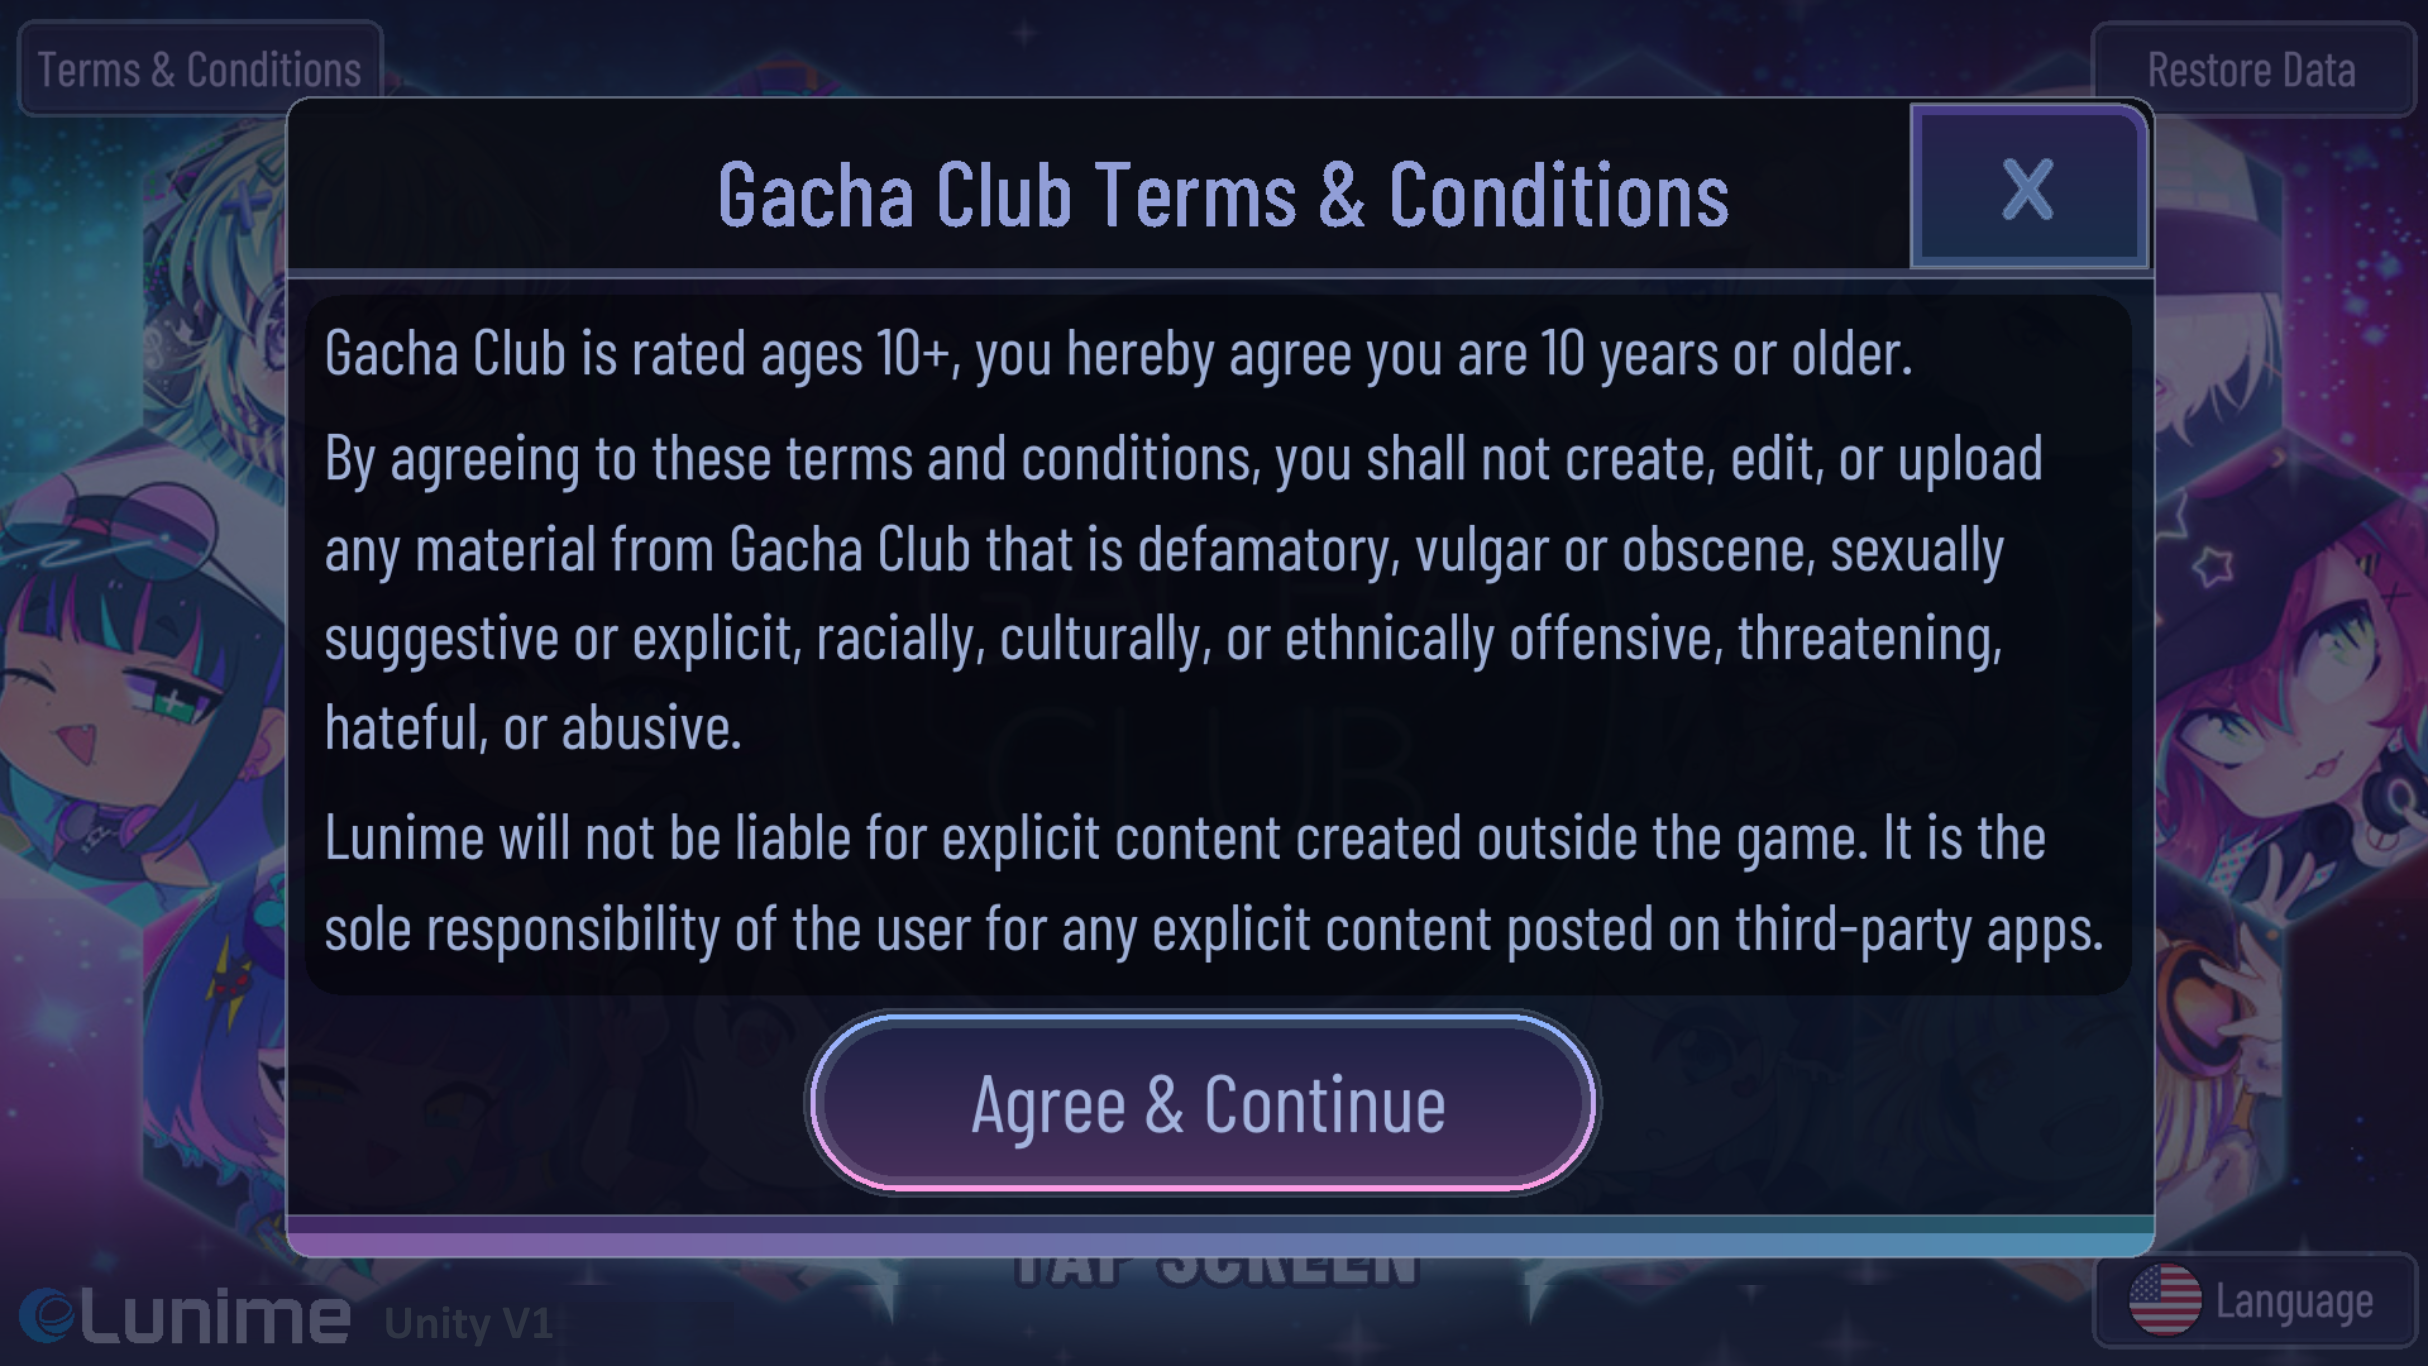 Terms & Conditions
Restore Data
Gacha Club Terms & Conditions
X
Gacha Club is rated ages 10+, you hereby agree you are 10 years or older.
By agreeing to these terms and conditions, you shall not create, edit, or upload
any material from Gacha Club that is defamatory, vulgar or obscene, sexually
suggestive or explicit, racially, culturally, or ethnically offensive, threatening,
hateful, or abusive.
Lunime will not be liable for explicit content created outside the game. It is the
sole responsibility of the user for any explicit content posted on third-party apps.
GACHA
CLUB
Agree & Continue
TAP SCREEN
Lunime Unity V1
Language